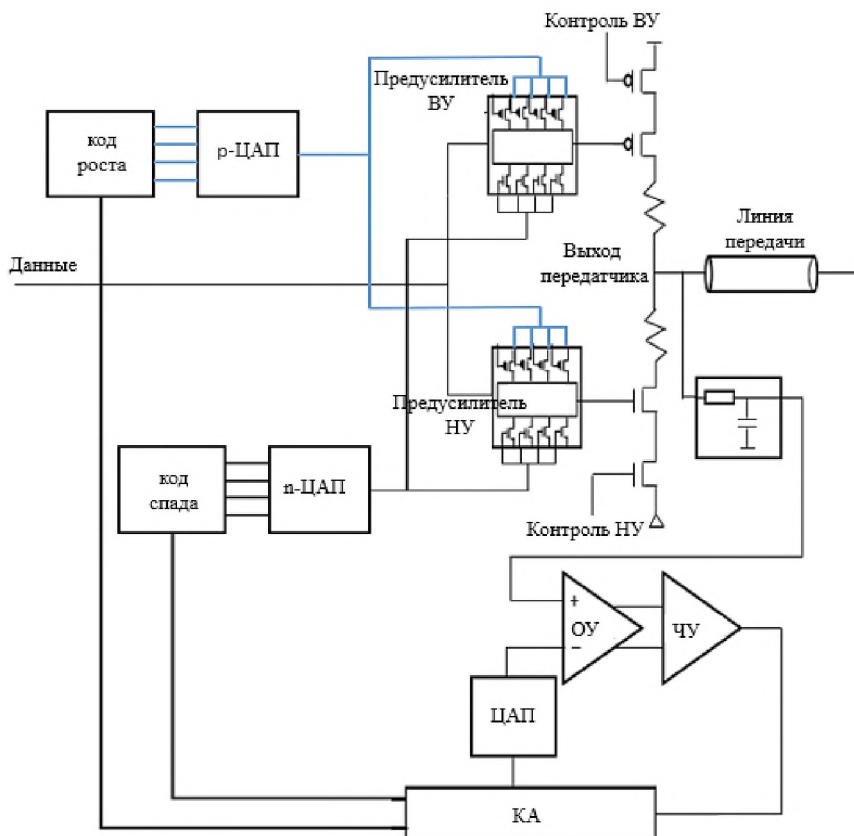 Контроль ВУ
Предусилитель
ВУ
код
роста
р-ЦАП
Линия
передачи
Выход
передатчика
Данные
Предусилитель
НУ
код
спада
n-ЦАП
Контроль НУ
+
ОУ
−
ЧУ
ЦАП
КА